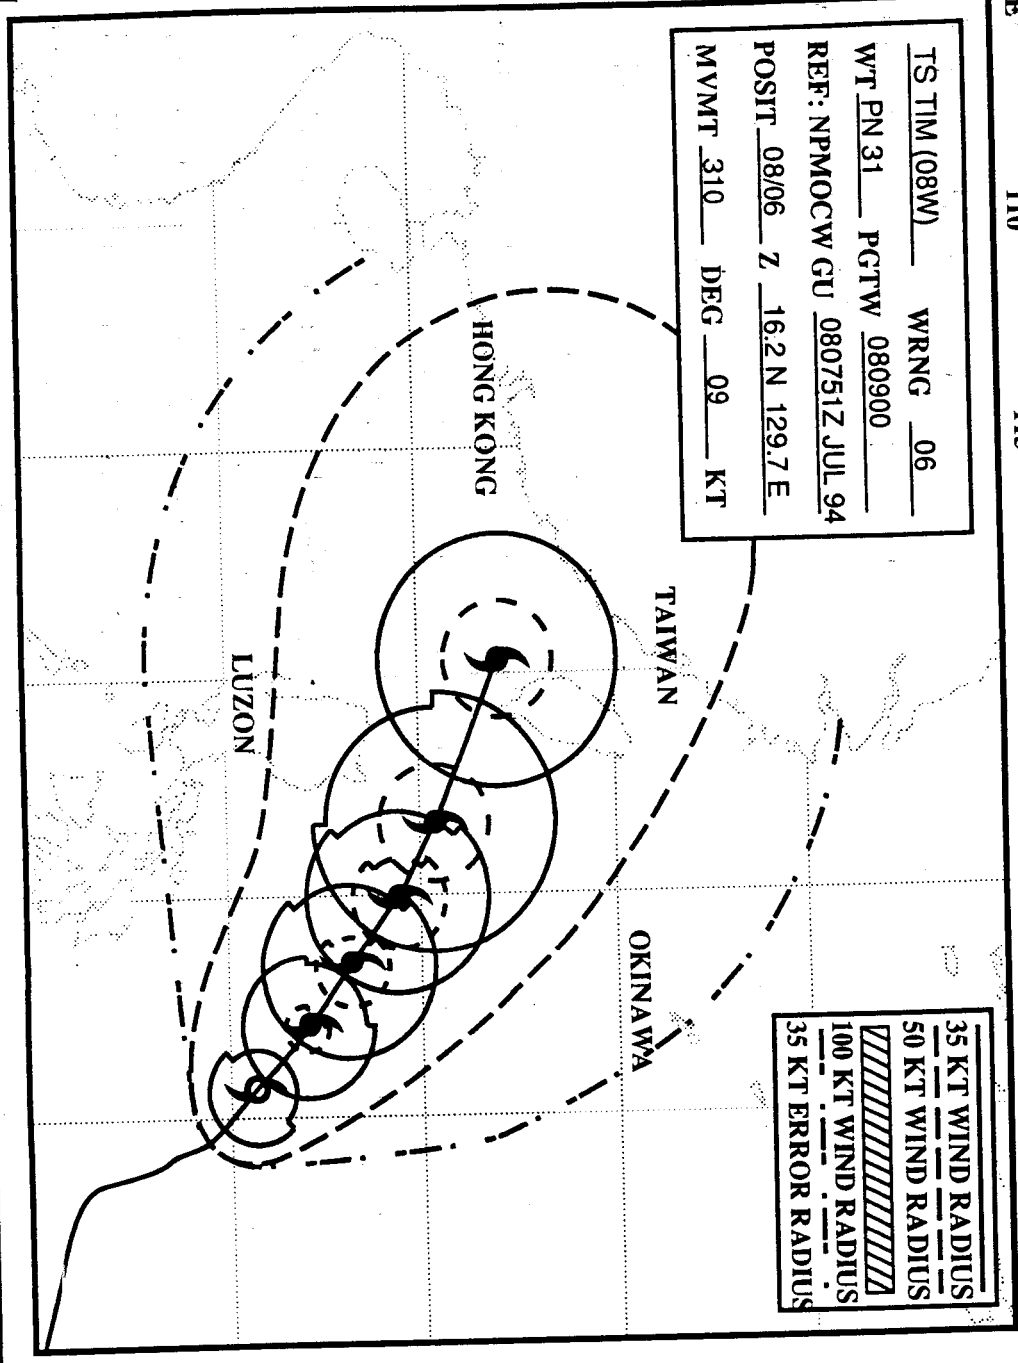 TS TIM (08W) WRNG 06
WT PN 31 PGTW 080900
REF: NPMOCW GU 080751Z JUL 94
POSIT 08/06 Z 16.2 N 129.7 E
MVMT 310 DEG 09 KT
35 KT WIND RADIUS
50 KT WIND RADIUS
100 KT WIND RADIUS
35 KT ERROR RADIUS
HONG KONG
TAIWAN
LUZON
OKINAWA
E
110